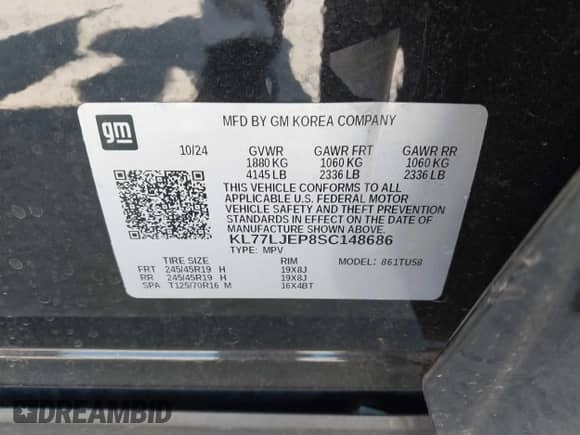 gm
MFD BY GM KOREA COMPANY
10/24 GVWR GAWR FRT GAWR RR
1880 KG 1060 KG 1060 KG
4145 LB 2336 LB 2336 LB
THIS VEHICLE CONFORMS TO ALL
APPLICABLE U.S. FEDERAL MOTOR
VEHICLE SAFETY AND THEFT PREVENTION
STANDARDS IN EFFECT ON THE DATE OF
MANUFACTURE SHOWN ABOVE.
KL77LJEP8SC148686
TYPE: MPV
TIRE SIZE RIM MODEL: 861TU58
FRT 245/45R19 H 19X8J
RR 245/45R19 H 19X8J
SPA T125/70R16 M 16X4BT
DREAMBID